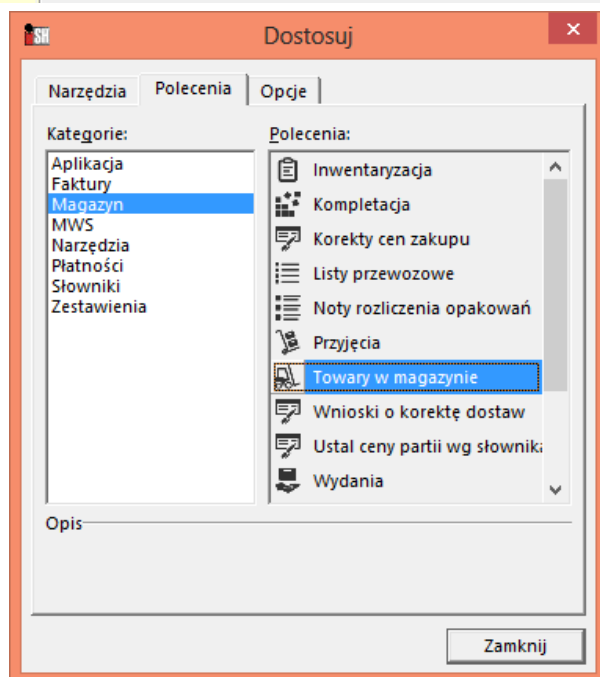 SH
Dostosuj
Narzędzia Polecenia Opcje
Kategorie: Polecenia:
Aplikacja
Faktury
Magazyn
MWS
Narzędzia
Płatności
Słowniki
Zestawienia
Inwentaryzacja
Kompletacja
Korekty cen zakupu
Listy przewozowe
Noty rozliczenia opakowań
Przyjęcia
Towary w magazynie
Wnioski o korektę dostaw
Ustal ceny partii wg słownik
Wydania
Opis
Zamknij